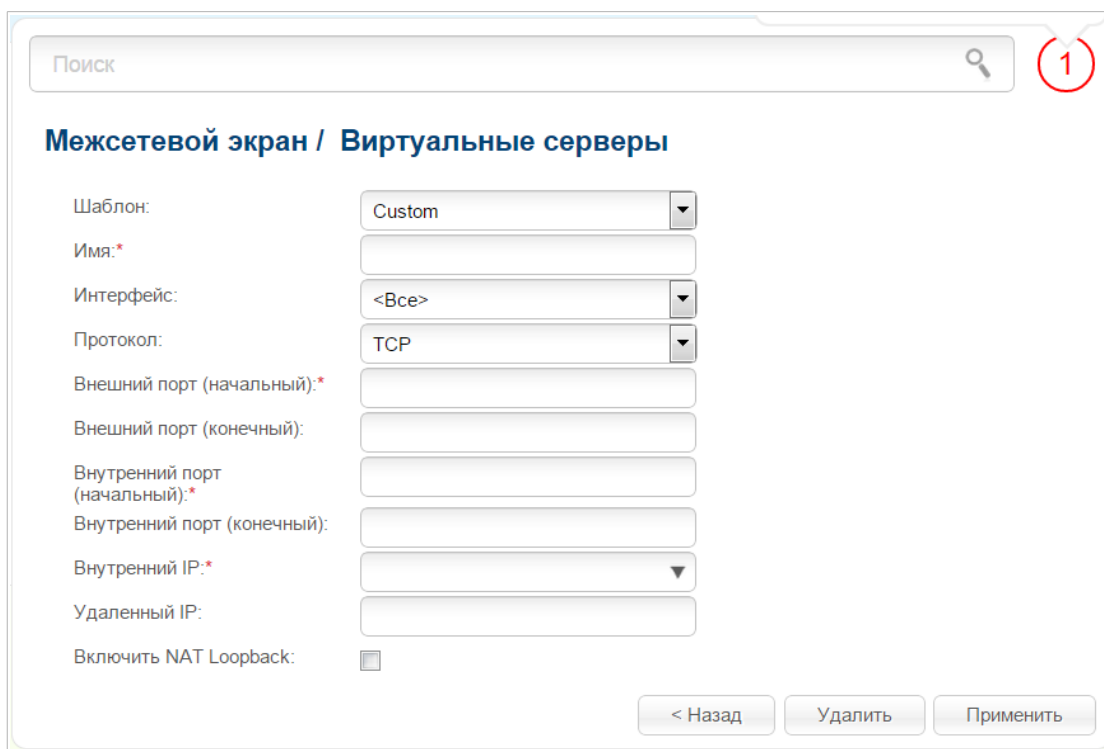 Поиск
1
Межсетевой экран / Виртуальные серверы
Шаблон:
Custom
Имя:*
Интерфейс:
<Все>
Протокол:
TCP
Внешний порт (начальный):*
Внешний порт (конечный):
Внутренний порт
(начальный):*
Внутренний порт (конечный):
Внутренний IP:*
Удаленный IP:
Включить NAT Loopback:
< Назад
Удалить
Применить